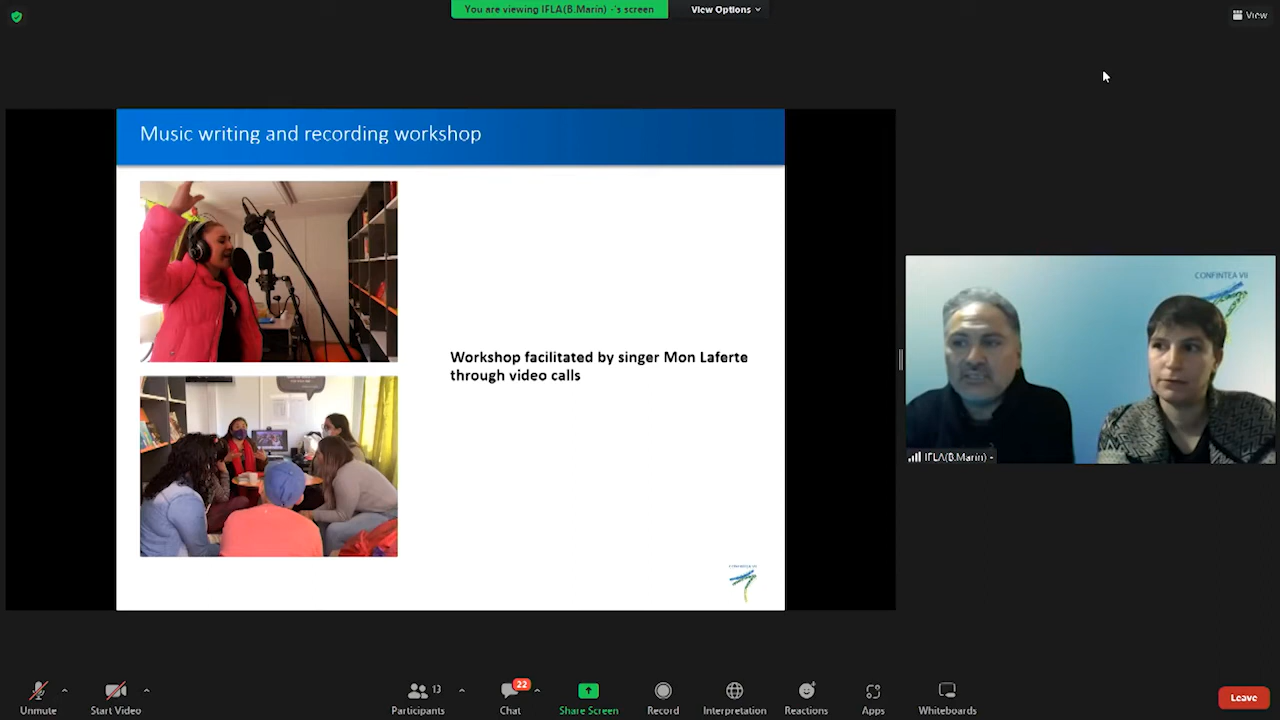 You are viewing IFLA(B.Marin) -'s screen
View Options
View
Music writing and recording workshop
Workshop facilitated by singer Mon Laferte
through video calls
CONFINTEA VII
CONFINTEA VII
IFLA(B.Marin) -
Unmute
Start Video
13
Participants
22
Chat
Share Screen
Record
Interpretation
Reactions
Apps
Whiteboards
Leave